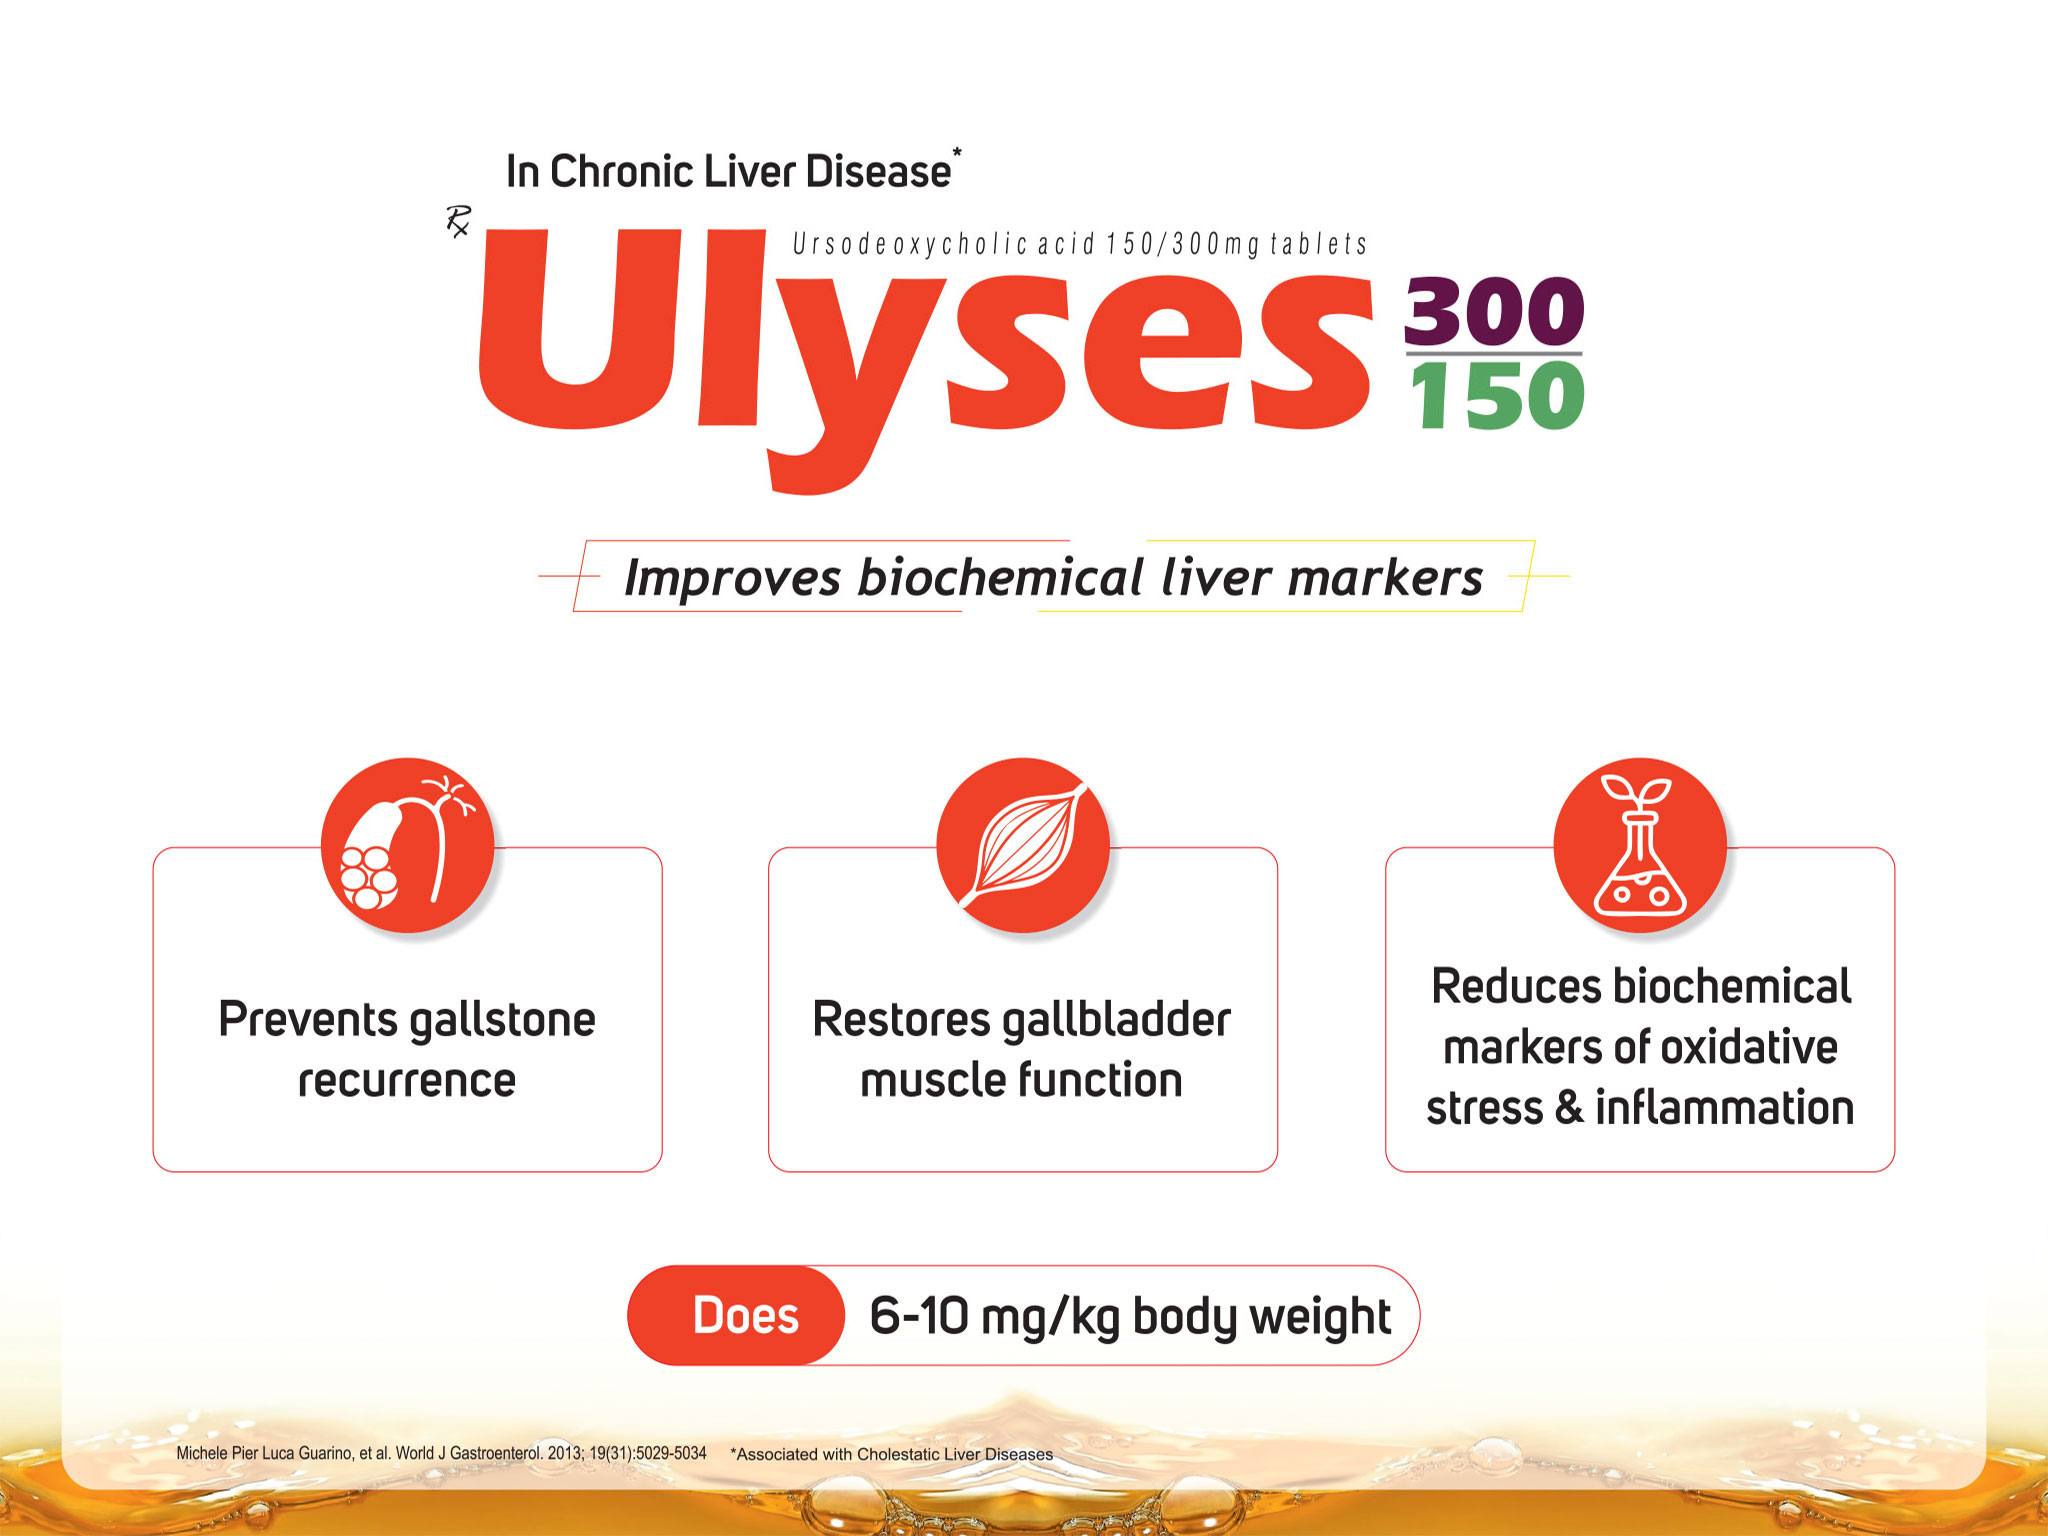 In Chronic Liver Disease*
Rx
Ursodeoxycholic acid 150/300mg tablets
Ulyses 300
150
Improves biochemical liver markers
Prevents gallstone
recurrence
Restores gallbladder
muscle function
Reduces biochemical
markers of oxidative
stress & inflammation
Does 6-10 mg/kg body weight
Michele Pier Luca Guarino, et al. World J Gastroenterol. 2013; 19(31):5029-5034 *Associated with Cholestatic Liver Diseases